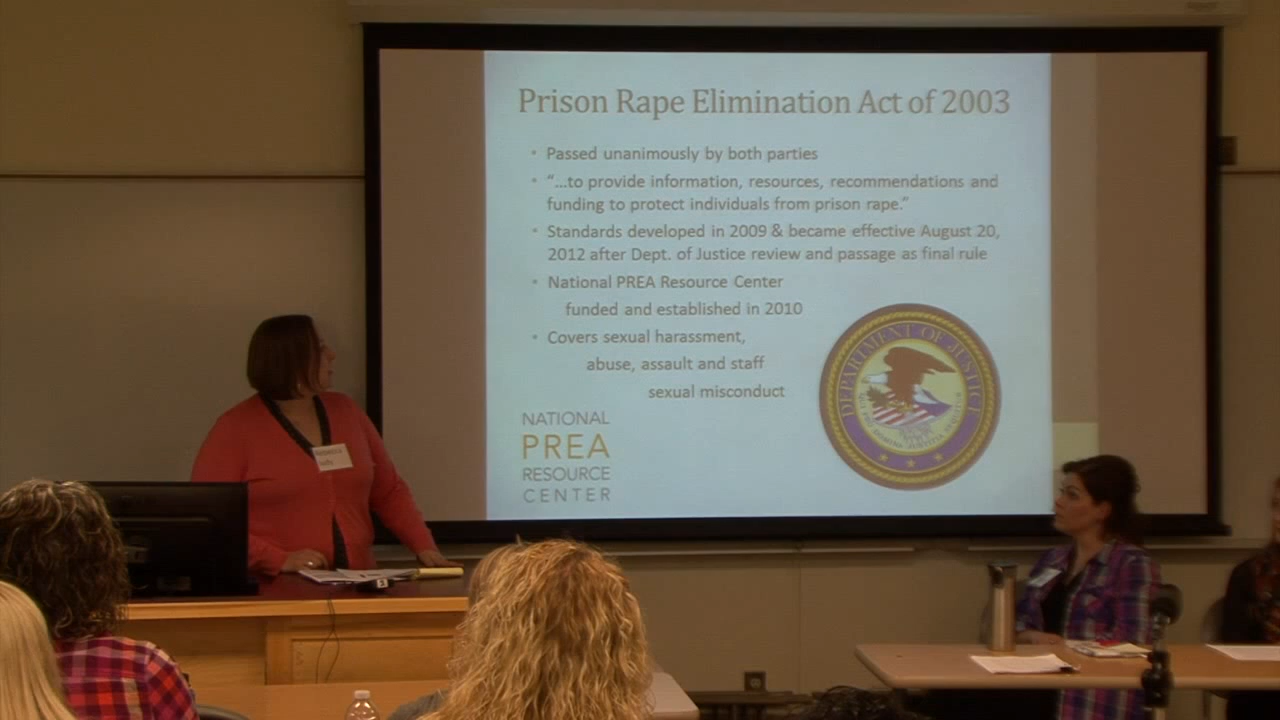 Prison Rape Elimination Act of 2003
• Passed unanimously by both parties
• “...to provide information, resources, recommendations and
funding to protect individuals from prison rape.”
• Standards developed in 2009 & became effective August 20,
2012 after Dept. of Justice review and passage as final rule
• National PREA Resource Center
funded and established in 2010
• Covers sexual harassment,
abuse, assault and staff
sexual misconduct
NATIONAL
PREA
RESOURCE
CENTER
DEPARTMENT OF JUSTICE
Rebecca